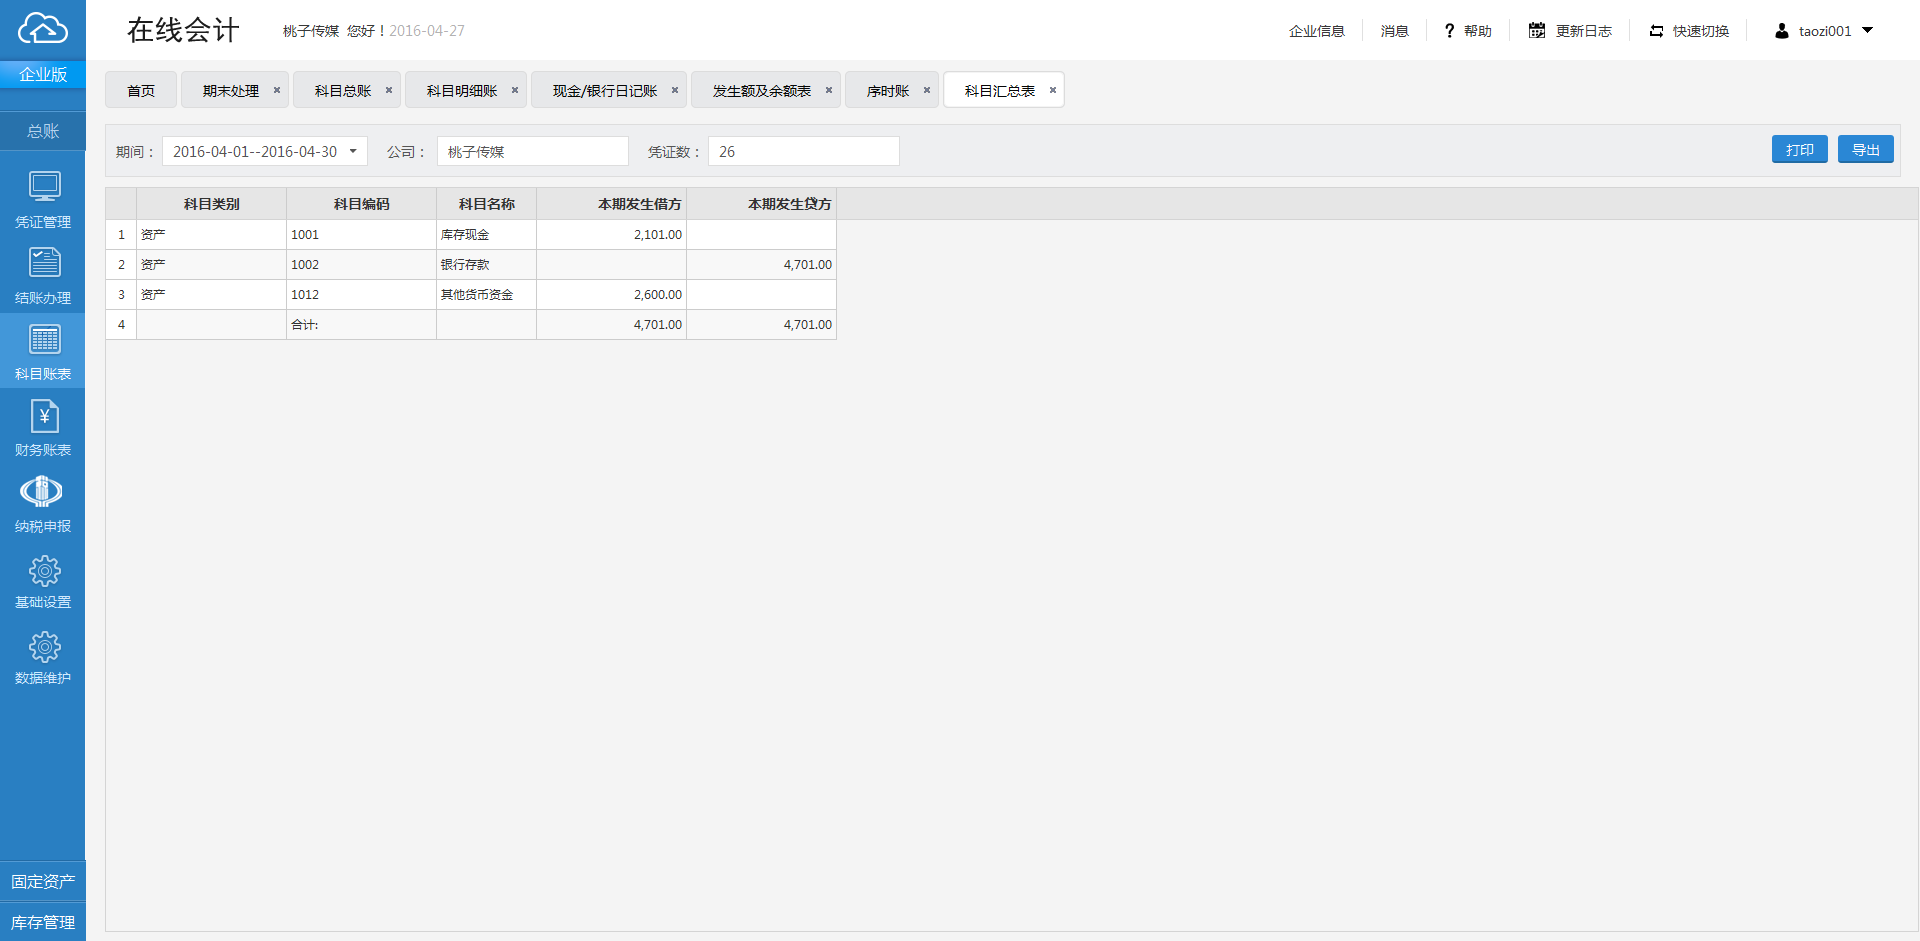 在线会计
桃子传媒 您好！2016-04-27
企业信息
消息
? 帮助
更新日志
快速切换
taozi001
企业版
总账
凭证管理
结账办理
科目账表
¥
财务账表
纳税申报
基础设置
数据维护
固定资产
库存管理
首页
期末处理 ×
科目总账 ×
科目明细账 ×
现金/银行日记账 ×
发生额及余额表 ×
序时账 ×
科目汇总表 ×
期间： 2016-04-01--2016-04-30 公司： 桃子传媒 凭证数： 26
打印 导出
科目类别 科目编码 科目名称 本期发生借方 本期发生贷方
1 资产 1001 库存现金 2,101.00
2 资产 1002 银行存款 4,701.00
3 资产 1012 其他货币资金 2,600.00
4 合计: 4,701.00 4,701.00